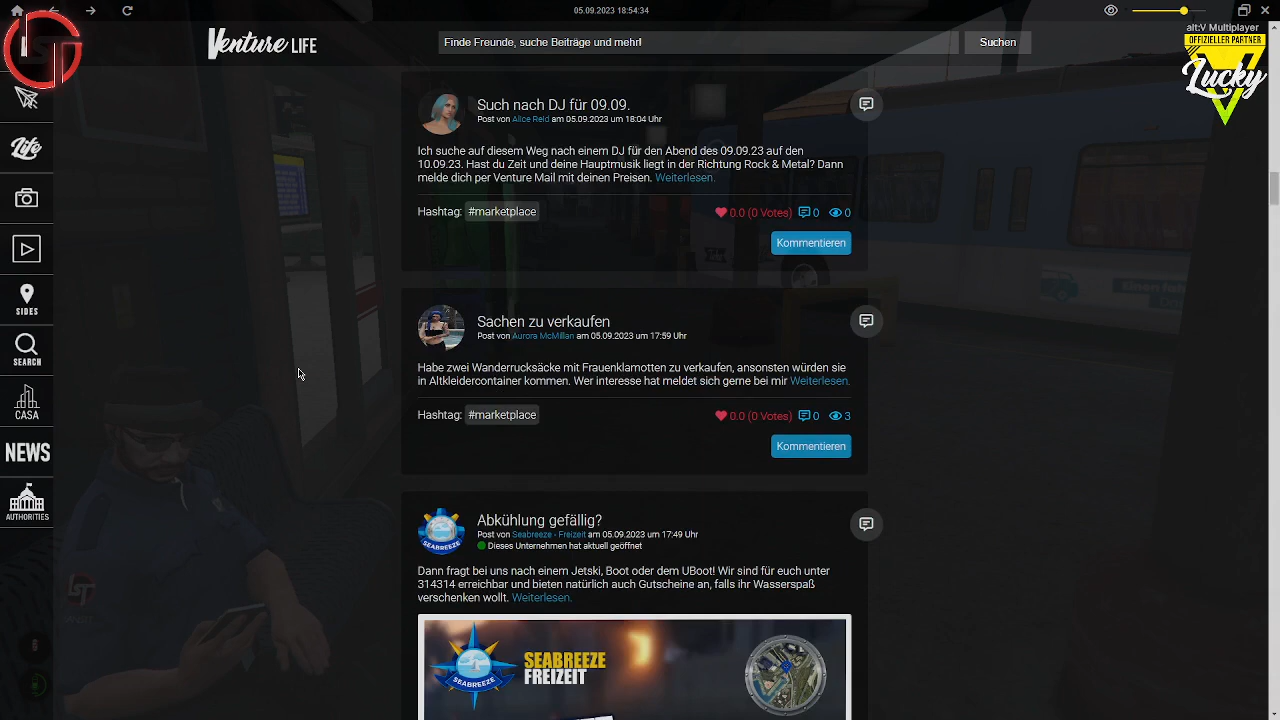 05.09.2023 18:54:34
alt:V Multiplayer
OFFIZIELLER PARTNER
Lucky
V
LST
Venture LIFE
Finde Freunde, suche Beiträge und mehr!
Suchen
Life
SIDES
SEARCH
CASA
NEWS
AUTHORITIES
Such nach DJ für 09.09.
Post von Alice Reid am 05.09.2023 um 18:04 Uhr
Ich suche auf diesem Weg nach einem DJ für den Abend des 09.09.23 auf den
10.09.23. Hast du Zeit und deine Hauptmusik liegt in der Richtung Rock & Metal? Dann
melde dich per Venture Mail mit deinen Preisen. Weiterlesen.
Hashtag: #marketplace 0.0 (0 Votes) 0 0
Kommentieren
Sachen zu verkaufen
Post von Aurora McMillan am 05.09.2023 um 17:59 Uhr
Habe zwei Wanderrucksäcke mit Frauenklamotten zu verkaufen, ansonsten würden sie
in Altkleidercontainer kommen. Wer interesse hat meldet sich gerne bei mir Weiterlesen.
Hashtag: #marketplace 0.0 (0 Votes) 0 3
Kommentieren
Abkühlung gefällig?
Post von Seabreeze - Freizeit am 05.09.2023 um 17:49 Uhr
Dieses Unternehmen hat aktuell geöffnet
Dann fragt bei uns nach einem Jetski, Boot oder dem UBoot! Wir sind für euch unter
314314 erreichbar und bieten natürlich auch Gutscheine an, falls ihr Wasserspaß
verschenken wollt. Weiterlesen.
SEABREEZE
SEABREEZE
SEABREEZE
FREIZEIT